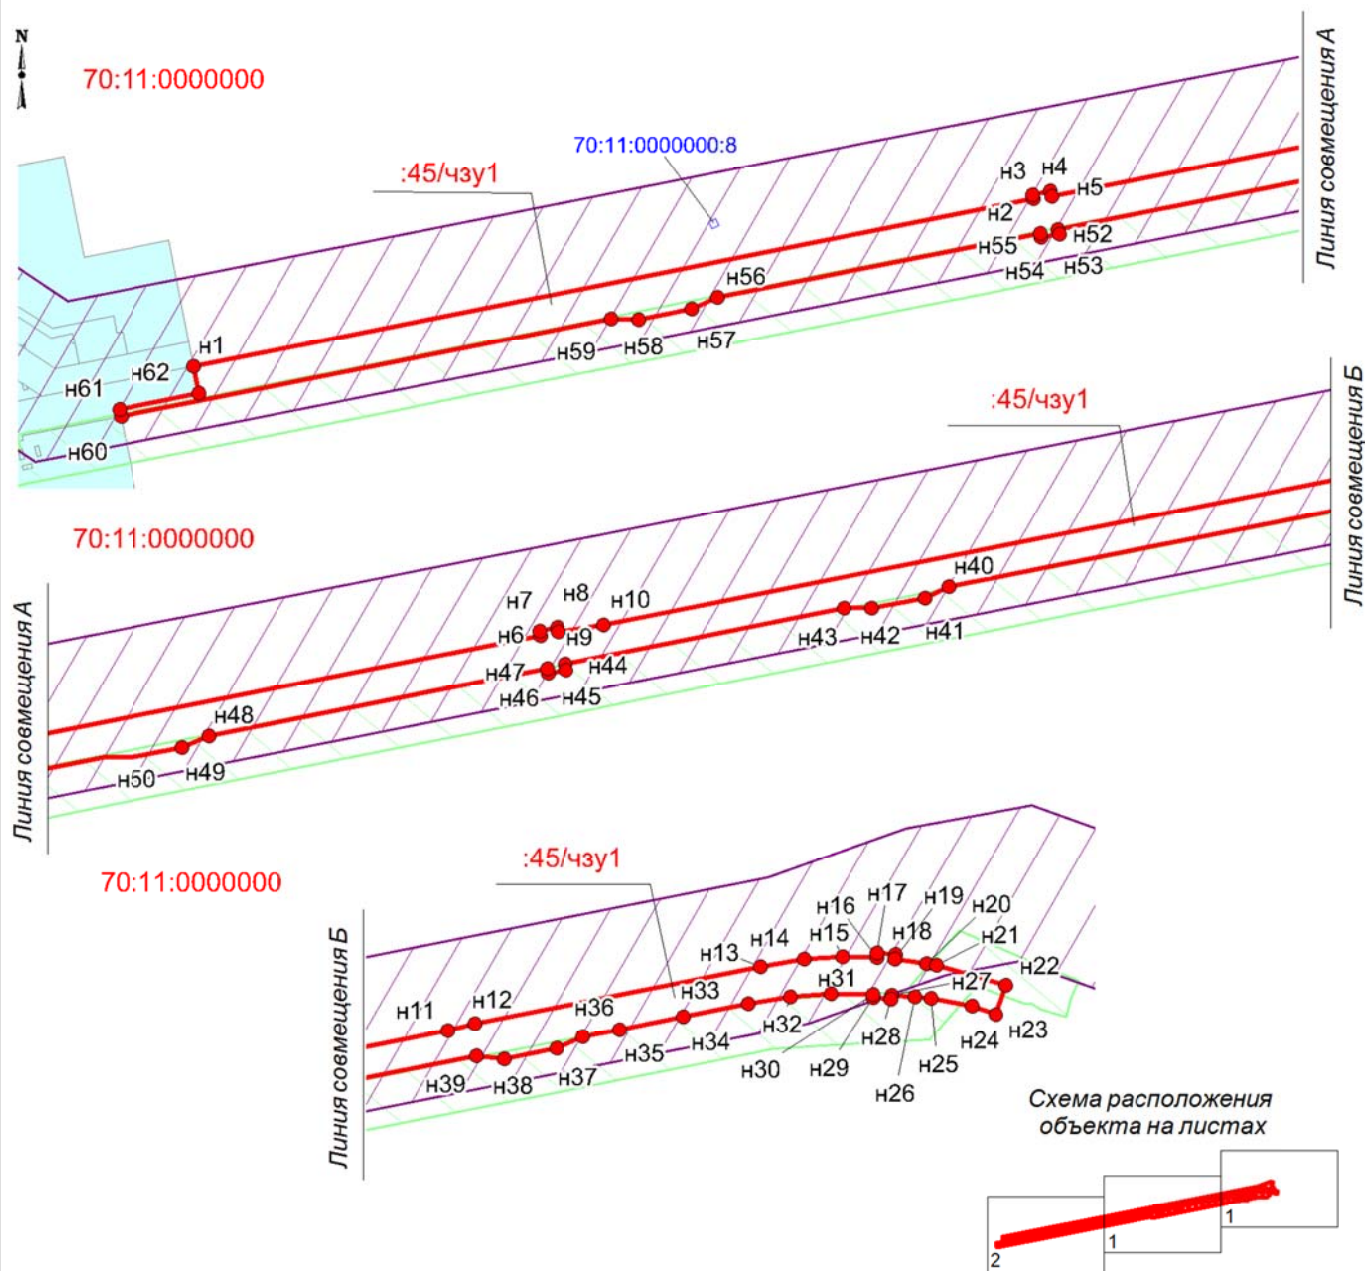 N
70:11:0000000
Линия совмещения А
70:11:0000000:8
:45/чзу1
н3
н4
н5
н2
н55
н52
н54
н53
н56
н57
н58
н59
н1
н62
н61
н60
:45/чзу1
Линия совмещения Б
70:11:0000000
Линия совмещения А
н7
н8
н10
н6
н9
н47
н44
н46
н45
н40
н41
н42
н43
н48
н49
н50
:45/чзу1
70:11:0000000
Линия совмещения Б
н11
н12
н13
н14
н15
н16
н17
н18
н19
н20
н21
н22
н23
н24
н25
н26
н27
н28
н29
н30
н31
н32
н33
н34
н35
н36
н37
н38
н39
Схема расположения
объекта на листах
2
1
1